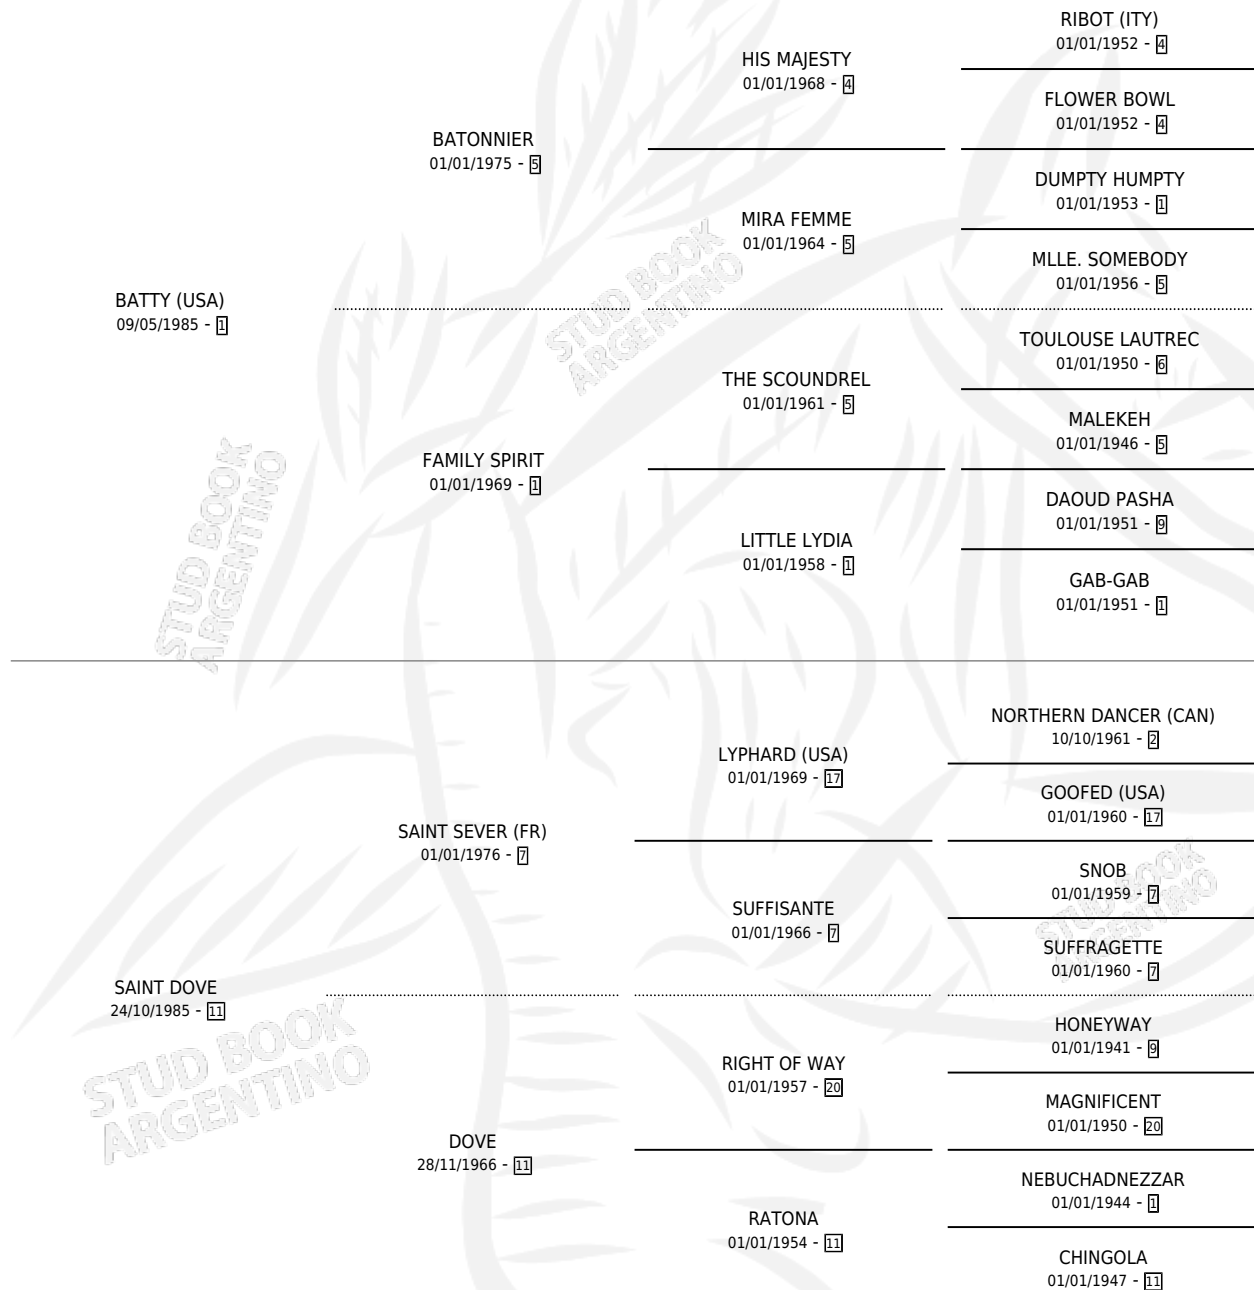 RIBOT (ITY)
01/01/1952 - 4
HIS MAJESTY
01/01/1968 - 4
FLOWER BOWL
01/01/1952 - 4
BATONNIER
01/01/1975 - 5
DUMPTY HUMPTY
01/01/1953 - 1
MIRA FEMME
01/01/1964 - 5
MLLE. SOMEBODY
01/01/1956 - 5
BATTY (USA)
09/05/1985 - 1
TOULOUSE LAUTREC
01/01/1950 - 6
THE SCOUNDREL
01/01/1961 - 5
MALEKEH
01/01/1946 - 5
FAMILY SPIRIT
01/01/1969 - 1
DAOUD PASHA
01/01/1951 - 9
LITTLE LYDIA
01/01/1958 - 1
GAB-GAB
01/01/1951 - 1
STUD BOOK
ARGENTINO
STUD BOOK
ARGENTINO
NORTHERN DANCER (CAN)
10/10/1961 - 2
LYPHARD (USA)
01/01/1969 - 17
GOOFED (USA)
01/01/1960 - 17
SAINT SEVER (FR)
01/01/1976 - 7
SNOB
01/01/1959 - 7
SUFFISANTE
01/01/1966 - 7
SUFFRAGETTE
01/01/1960 - 7
SAINT DOVE
24/10/1985 - 11
HONEYWAY
01/01/1941 - 9
RIGHT OF WAY
01/01/1957 - 20
MAGNIFICENT
01/01/1950 - 20
DOVE
28/11/1966 - 11
NEBUCHADNEZZAR
01/01/1944 - 1
RATONA
01/01/1954 - 11
CHINGOLA
01/01/1947 - 11
STUD BOOK
ARGENTINO
STUD BOOK
ARGENTINO